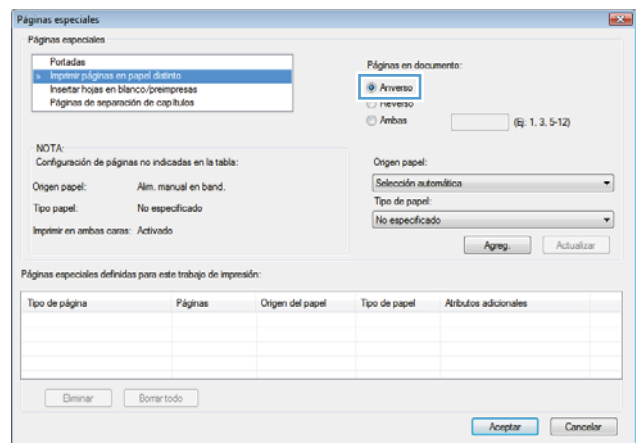 Páginas especiales
Páginas especiales
Portadas
» Imprimir páginas en papel distinto
Insertar hojas en blanco/preimpresas
Páginas de separación de capítulos
Páginas en documento:
Anverso
Reverso
Ambas
(Ej: 1, 3, 5-12)
NOTA:
Configuración de páginas no indicadas en la tabla:
Origen papel: Alim. manual en band.
Tipo papel: No especificado
Imprimir en ambas caras: Activado
Origen papel:
Selección automática
Tipo de papel:
No especificado
Agreg. Actualizar
Páginas especiales definidas para este trabajo de impresión:
Tipo de página Páginas Origen del papel Tipo de papel Atributos adicionales
Eliminar Borrar todo
Aceptar Cancelar